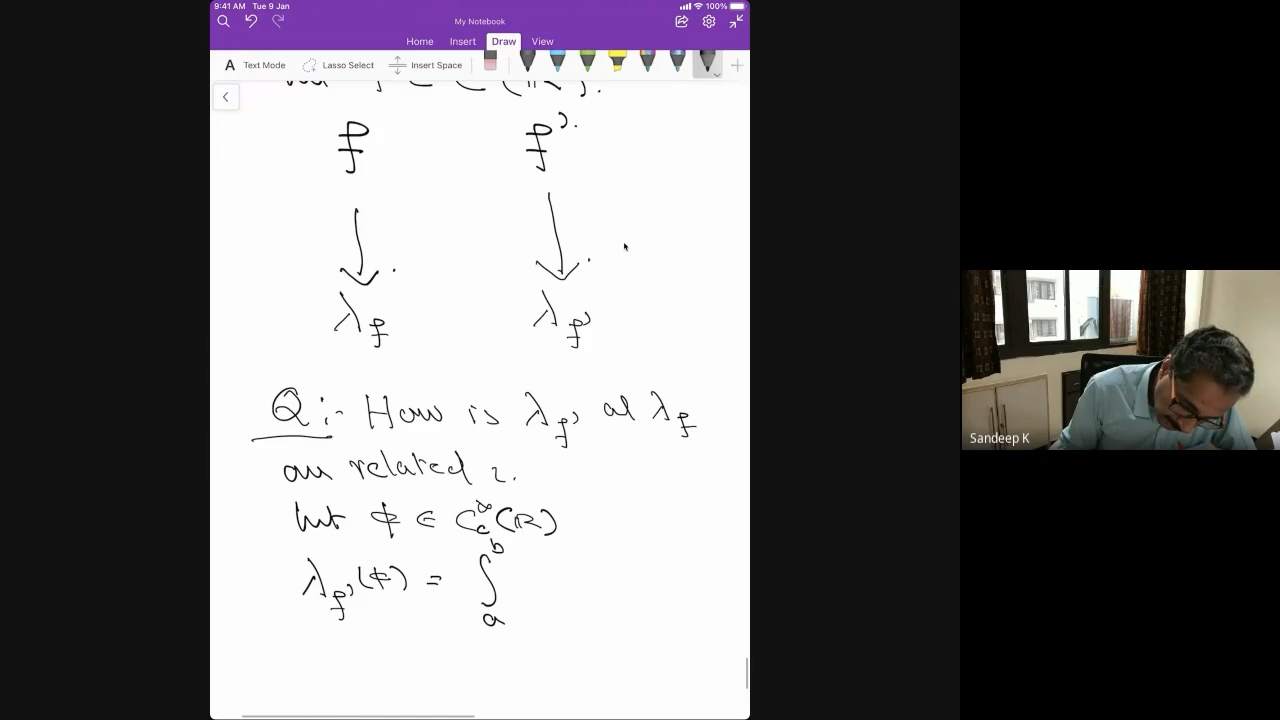 9:41 AM Tue 9 Jan
100%
My Notebook
Home Insert Draw View
A Text Mode Lasso Select Insert Space
f f'.
λ_f λ_f'
Q:- How is λ_f' and λ_f
are related ?.
Let ϕ ∈ C_c^∞(ℝ)
λ_f'(ϕ) = ∫_a^b
Sandeep K